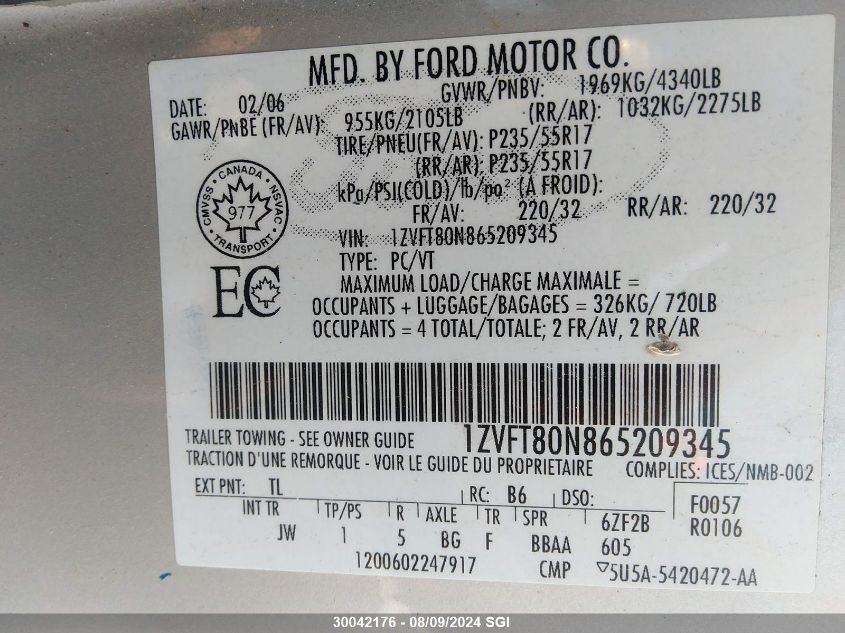 MFD. BY FORD MOTOR CO.
DATE: 02/06 GVWR/PNBV: 1969KG/4340LB
GAWR/PNBE (FR/AV): 955KG/2105LB (RR/AR): 1032KG/2275LB
TIRE/PNEU(FR/AV): P235/55R17
(RR/AR): P235/55R17
kPa/PSI(COLD)/lb/po² (A FROID):
FR/AV: 220/32 RR/AR: 220/32
CMVSS • CANADA • NSVAC
977
• TRANSPORT •
VIN: 1ZVFT80N865209345
TYPE: PC/VT
EC
MAXIMUM LOAD/CHARGE MAXIMALE =
OCCUPANTS + LUGGAGE/BAGAGES = 326KG/ 720LB
OCCUPANTS = 4 TOTAL/TOTALE; 2 FR/AV, 2 RR/AR
TRAILER TOWING - SEE OWNER GUIDE 1ZVFT80N865209345
TRACTION D'UNE REMORQUE - VOIR LE GUIDE DU PROPRIETAIRE COMPLIES: ICES/NMB-002
EXT PNT: TL RC: B6 DSO: F0057
INT TR TP/PS R AXLE TR SPR 6ZF2B R0106
JW 1 5 BG F BBAA 605
1200602247917 CMP ▽5U5A-5420472-AA
30042176 - 08/09/2024 SGI